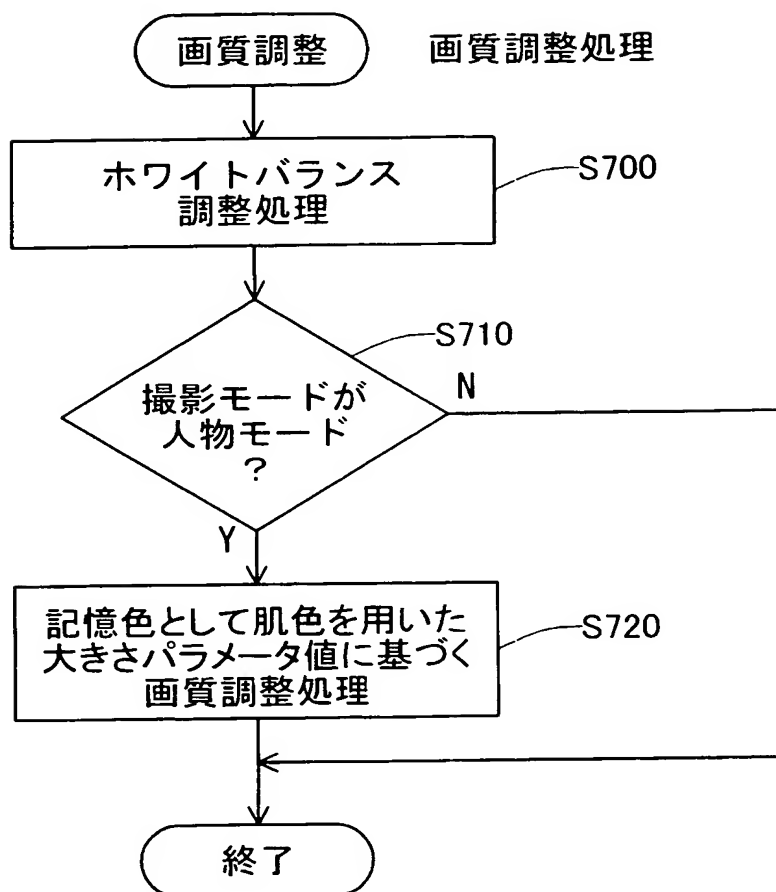 画質調整
画質調整処理
ホワイトバランス
調整処理
S700
S710
撮影モードが
人物モード
?
N
Y
記憶色として肌色を用いた
大きさパラメータ値に基づく
画質調整処理
S720
終了